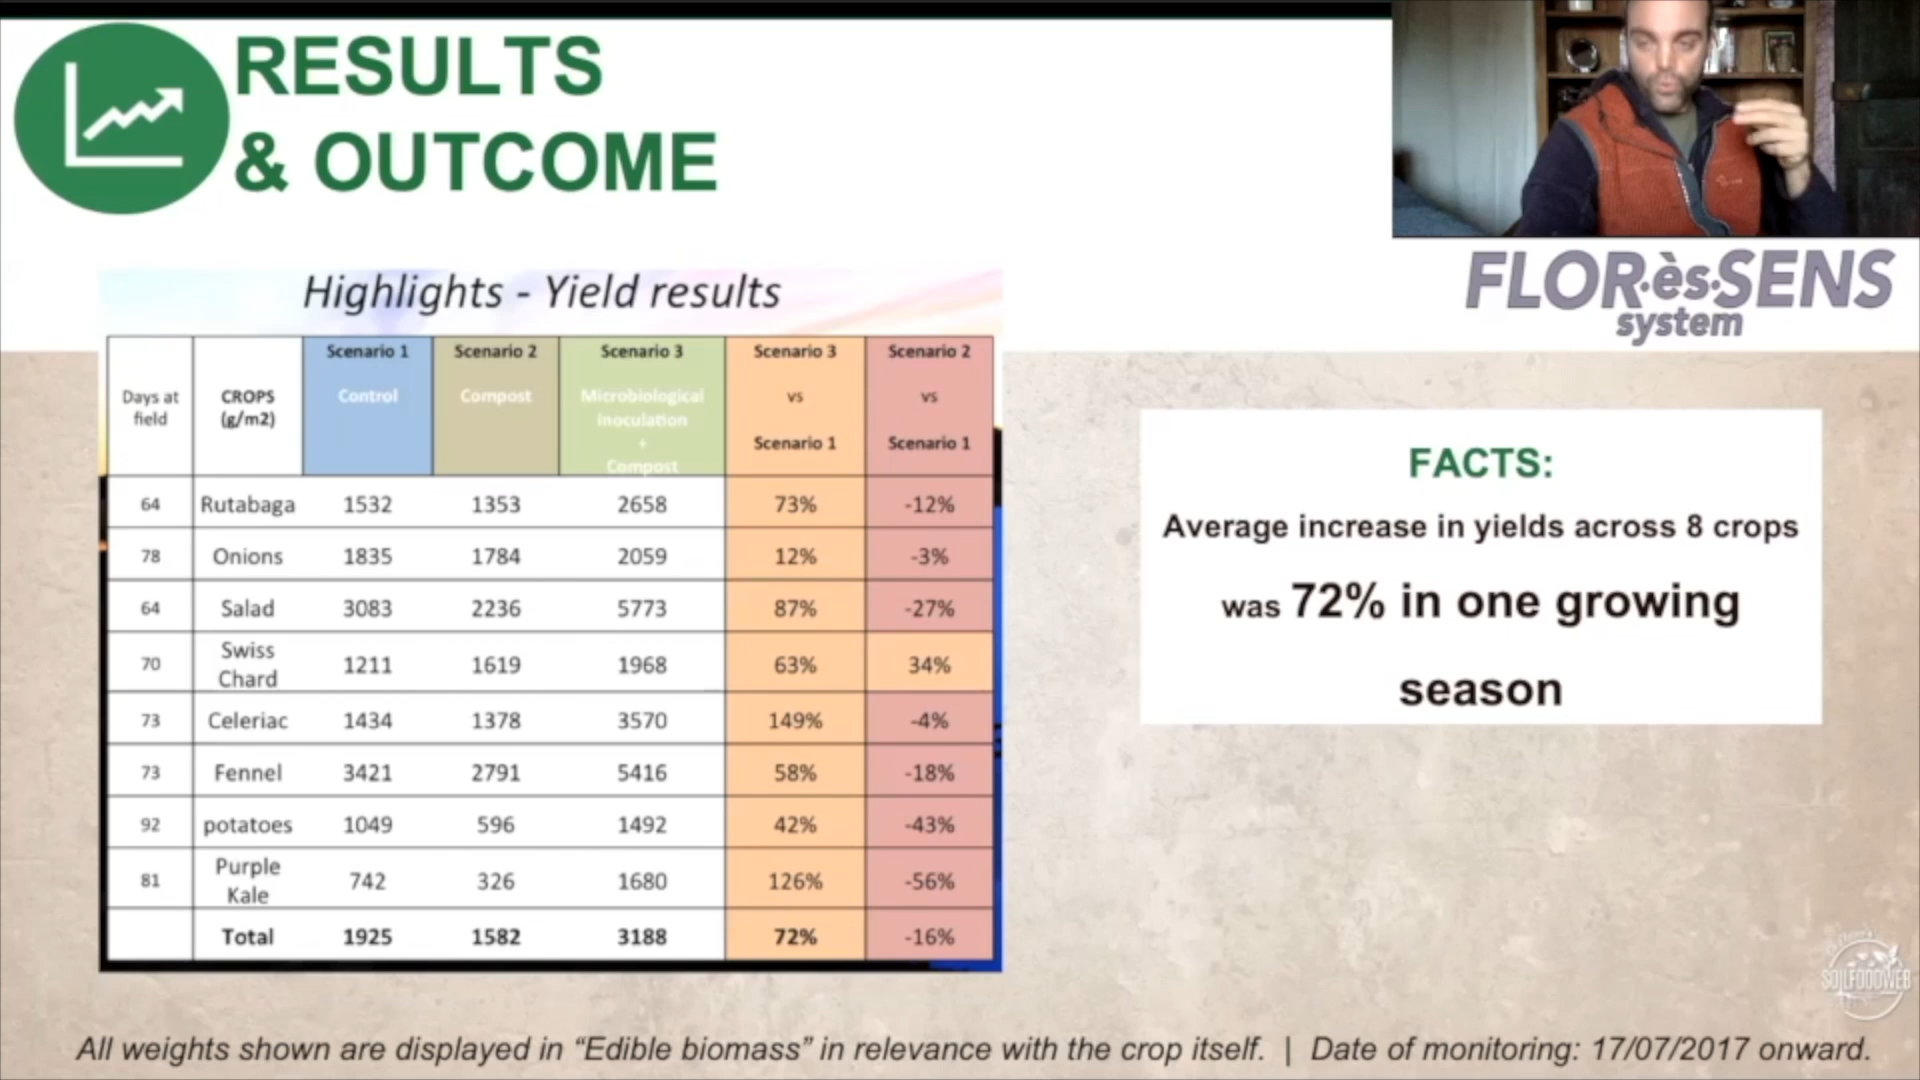 RESULTS
& OUTCOME
FLOR·ès·SENS
system
Highlights - Yield results
Days at field | CROPS (g/m2) | Scenario 1 Control | Scenario 2 Compost | Scenario 3 Microbiological inoculation + Compost | Scenario 3 vs Scenario 1 | Scenario 2 vs Scenario 1
64 | Rutabaga | 1532 | 1353 | 2658 | 73% | -12%
78 | Onions | 1835 | 1784 | 2059 | 12% | -3%
64 | Salad | 3083 | 2236 | 5773 | 87% | -27%
70 | Swiss Chard | 1211 | 1619 | 1968 | 63% | 34%
73 | Celeriac | 1434 | 1378 | 3570 | 149% | -4%
73 | Fennel | 3421 | 2791 | 5416 | 58% | -18%
92 | potatoes | 1049 | 596 | 1492 | 42% | -43%
81 | Purple Kale | 742 | 326 | 1680 | 126% | -56%
Total | 1925 | 1582 | 3188 | 72% | -16%
FACTS:
Average increase in yields across 8 crops
was 72% in one growing
season
SOILFOODWEB
All weights shown are displayed in “Edible biomass” in relevance with the crop itself. | Date of monitoring: 17/07/2017 onward.